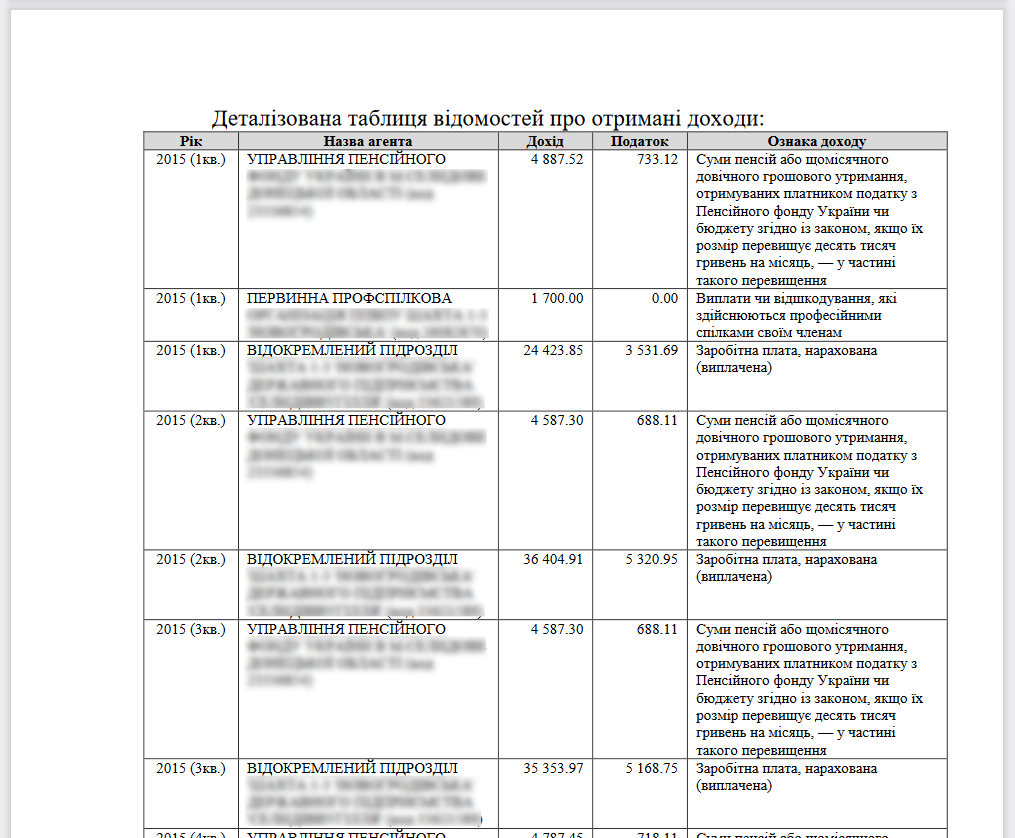 Деталізована таблиця відомостей про отримані доходи:
Рік Назва агента Дохід Податок Ознака доходу
2015 (1кв.) УПРАВЛІННЯ ПЕНСІЙНОГО 4 887.52 733.12 Суми пенсій або щомісячного
довічного грошового утримання,
отримуваних платником податку з
Пенсійного фонду України чи
бюджету згідно із законом, якщо їх
розмір перевищує десять тисяч
гривень на місяць, — у частині
такого перевищення
2015 (1кв.) ПЕРВИННА ПРОФСПІЛКОВА 1 700.00 0.00 Виплати чи відшкодування, які
здійснюються професійними
спілками своїм членам
2015 (1кв.) ВІДОКРЕМЛЕНИЙ ПІДРОЗДІЛ 24 423.85 3 531.69 Заробітна плата, нарахована
(виплачена)
2015 (2кв.) УПРАВЛІННЯ ПЕНСІЙНОГО 4 587.30 688.11 Суми пенсій або щомісячного
довічного грошового утримання,
отримуваних платником податку з
Пенсійного фонду України чи
бюджету згідно із законом, якщо їх
розмір перевищує десять тисяч
гривень на місяць, — у частині
такого перевищення
2015 (2кв.) ВІДОКРЕМЛЕНИЙ ПІДРОЗДІЛ 36 404.91 5 320.95 Заробітна плата, нарахована
(виплачена)
2015 (3кв.) УПРАВЛІННЯ ПЕНСІЙНОГО 4 587.30 688.11 Суми пенсій або щомісячного
довічного грошового утримання,
отримуваних платником податку з
Пенсійного фонду України чи
бюджету згідно із законом, якщо їх
розмір перевищує десять тисяч
гривень на місяць, — у частині
такого перевищення
2015 (3кв.) ВІДОКРЕМЛЕНИЙ ПІДРОЗДІЛ 35 353.97 5 168.75 Заробітна плата, нарахована
(виплачена)
2015 (4кв.) УПРАВЛІННЯ ПЕНСІЙНОГО 4 787.45 718.11 Суми пенсій або щомісячного